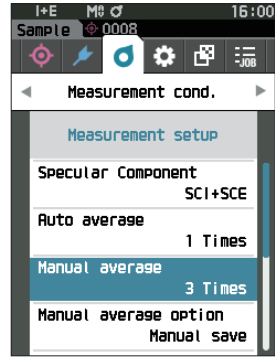 I+E M0 16:00
Sample 0008
JOB
Measurement cond.
Measurement setup
Specular Component
SCI+SCE
Auto average
1 Times
Manual average
3 Times
Manual average option
Manual save